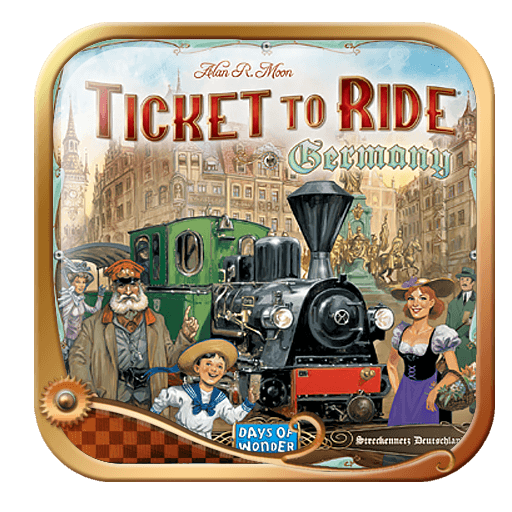 Alan R. Moon
TICKET TO RIDE
Germany
DAYS OF
WONDER
Streckennetz Deutschland